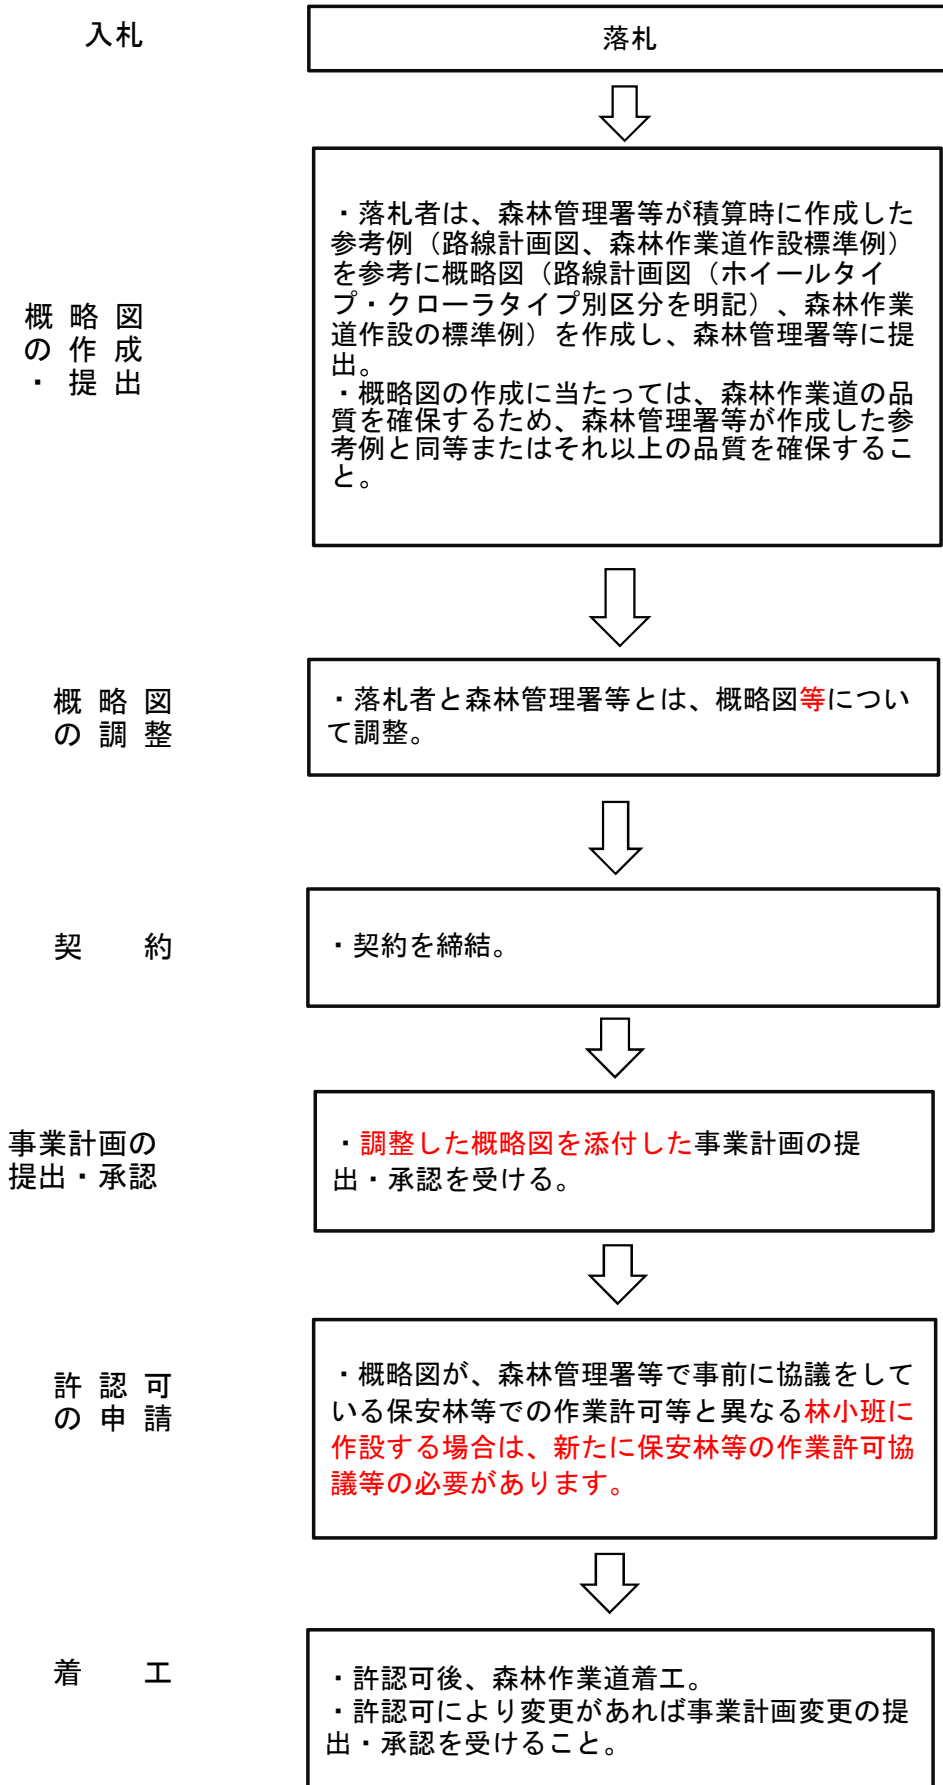 入札
落札
概略図
の作成
・提出
・落札者は、森林管理署等が積算時に作成した
参考例（路線計画図、森林作業道作設標準例）
を参考に概略図（路線計画図（ホイールタイ
プ・クローラタイプ別区分を明記）、森林作業
道作設の標準例）を作成し、森林管理署等に提
出。
・概略図の作成に当たっては、森林作業道の品
質を確保するため、森林管理署等が作成した参
考例と同等またはそれ以上の品質を確保するこ
と。
概略図
の調整
・落札者と森林管理署等とは、概略図等につい
て調整。
契　約
・契約を締結。
事業計画の
提出・承認
・調整した概略図を添付した事業計画の提
出・承認を受ける。
許認可
の申請
・概略図が、森林管理署等で事前に協議をして
いる保安林等での作業許可等と異なる林小班に
作設する場合は、新たに保安林等の作業許可協
議等の必要があります。
着　工
・許認可後、森林作業道着工。
・許認可により変更があれば事業計画変更の提
出・承認を受けること。